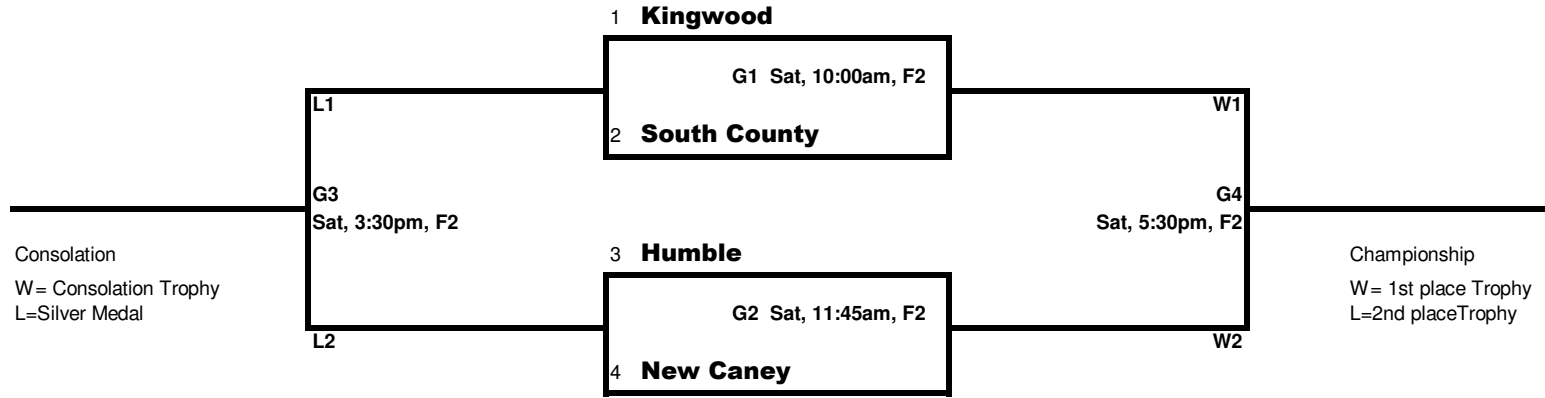 1 Kingwood
G1 Sat, 10:00am, F2
L1
W1
2 South County
G3
G4
Sat, 3:30pm, F2
Sat, 5:30pm, F2
Consolation
3 Humble
Championship
W= Consolation Trophy
W= 1st place Trophy
L=Silver Medal
G2 Sat, 11:45am, F2
L=2nd placeTrophy
L2
W2
4 New Caney